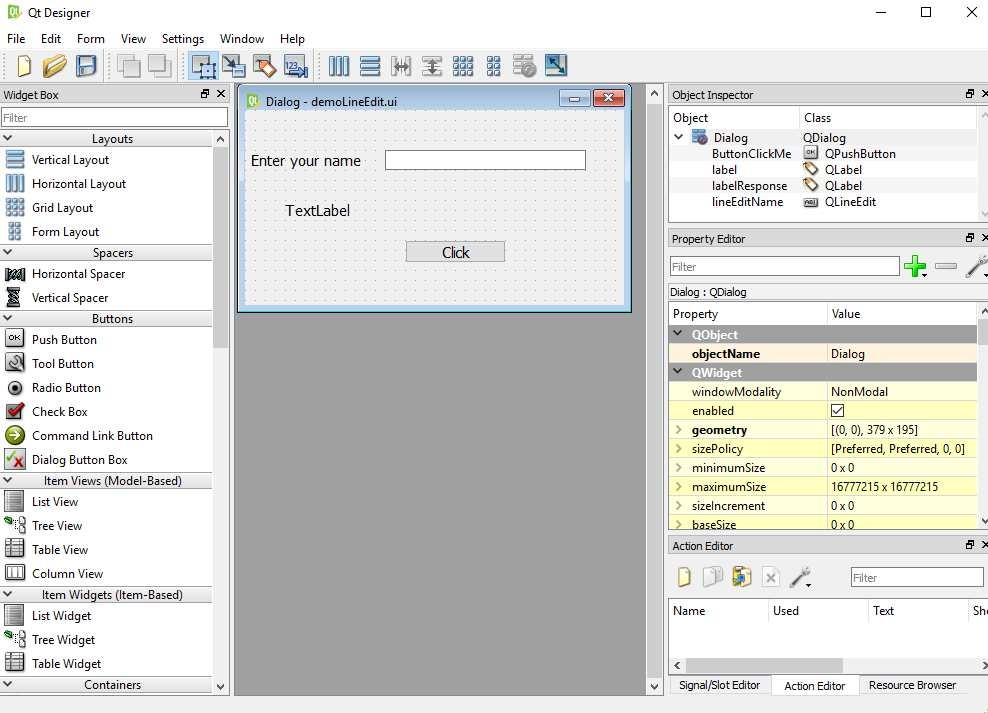 Qt Designer
File Edit Form View Settings Window Help
Widget Box
Filter
Layouts
Vertical Layout
Horizontal Layout
Grid Layout
Form Layout
Spacers
Horizontal Spacer
Vertical Spacer
Buttons
OK Push Button
Tool Button
Radio Button
Check Box
Command Link Button
Dialog Button Box
Item Views (Model-Based)
List View
Tree View
Table View
Column View
Item Widgets (Item-Based)
List Widget
Tree Widget
Table Widget
Containers
Dialog - demoLineEdit.ui
Enter your name
TextLabel
Click
Object Inspector
Object Class
Dialog QDialog
ButtonClickMe OK QPushButton
label QLabel
labelResponse QLabel
lineEditName QLineEdit
Property Editor
Filter
Dialog : QDialog
Property Value
QObject
objectName Dialog
QWidget
windowModality NonModal
enabled
geometry [(0, 0), 379 x 195]
sizePolicy [Preferred, Preferred, 0, 0]
minimumSize 0 x 0
maximumSize 16777215 x 16777215
sizeIncrement 0 x 0
baseSize 0 x 0
Action Editor
Filter
Name Used Text Sho
Signal/Slot Editor Action Editor Resource Browser